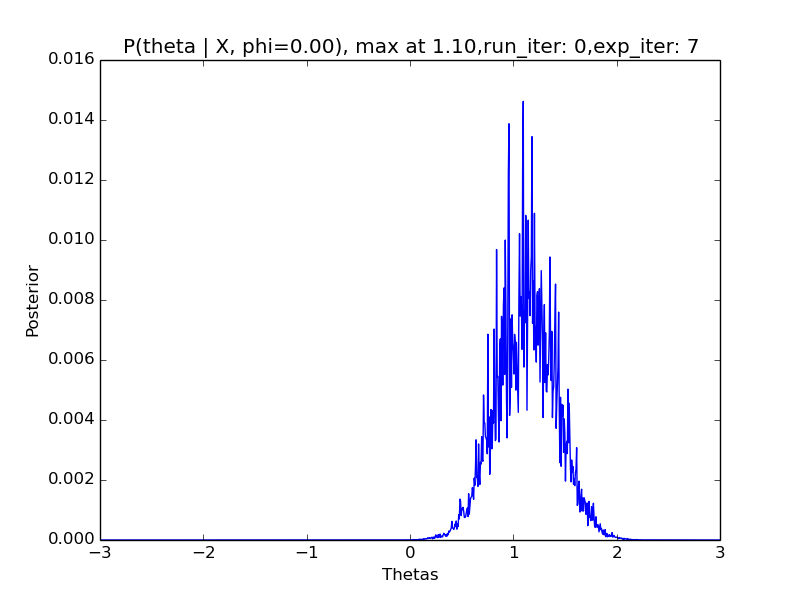 P(theta | X, phi=0.00), max at 1.10,run_iter: 0,exp_iter: 7
0.016
0.014
0.012
0.010
0.008
0.006
0.004
0.002
0.000
Posterior
−3 −2 −1 0 1 2 3
Thetas